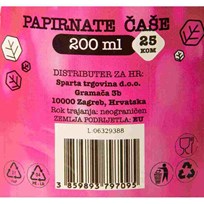 PAPIRNATE ČAŠE
200 ml
25 KOM
DISTRIBUTER ZA HR:
Sparta trgovina d.o.o.
Gramača 3b
10000 Zagreb, Hrvatska
Rok trajanja: neograničen
ZEMLJA PODRIJETLA: EU
L:06329388
3 859893 797095